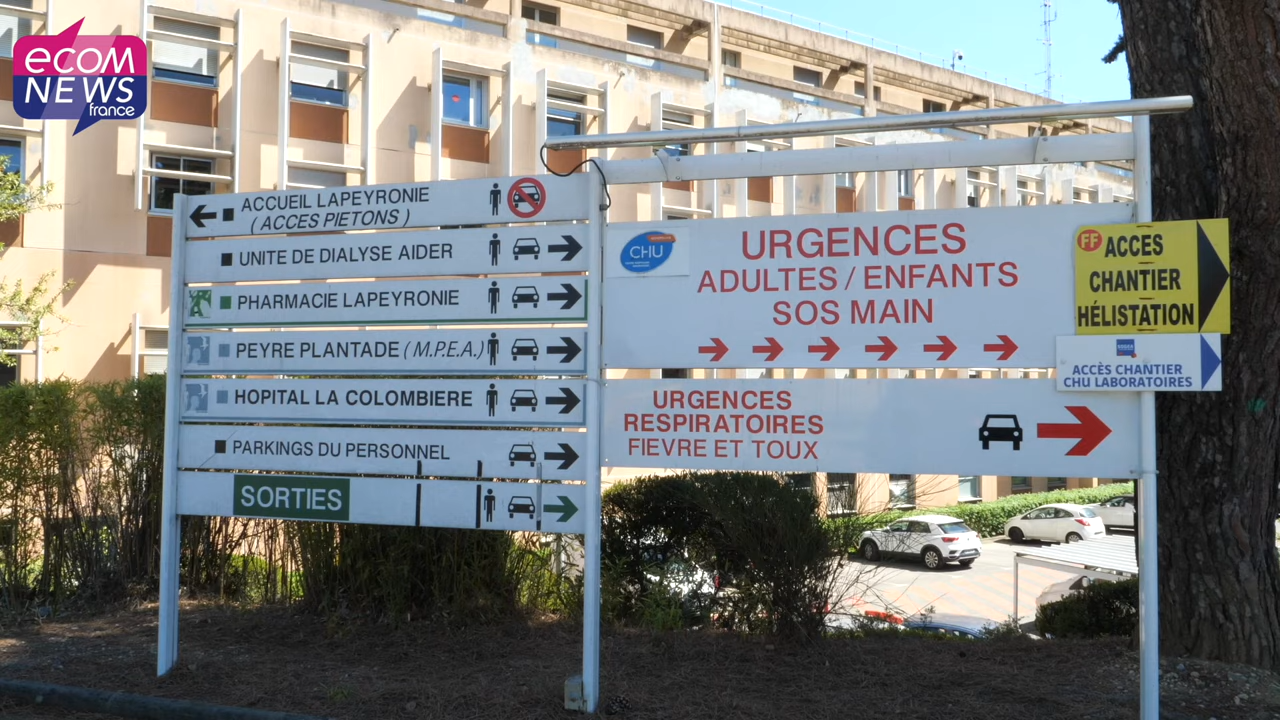 ecom
NEWS
france
ACCUEIL LAPEYRONIE
(ACCES PIETONS)
UNITE DE DIALYSE AIDER
PHARMACIE LAPEYRONIE
PEYRE PLANTADE (M.P.E.A.)
HOPITAL LA COLOMBIERE
PARKINGS DU PERSONNEL
SORTIES
CHU
URGENCES
ADULTES / ENFANTS
SOS MAIN
URGENCES
RESPIRATOIRES
FIEVRE ET TOUX
FF
ACCES
CHANTIER
HÉLISTATION
ACCÈS CHANTIER
CHU LABORATOIRES